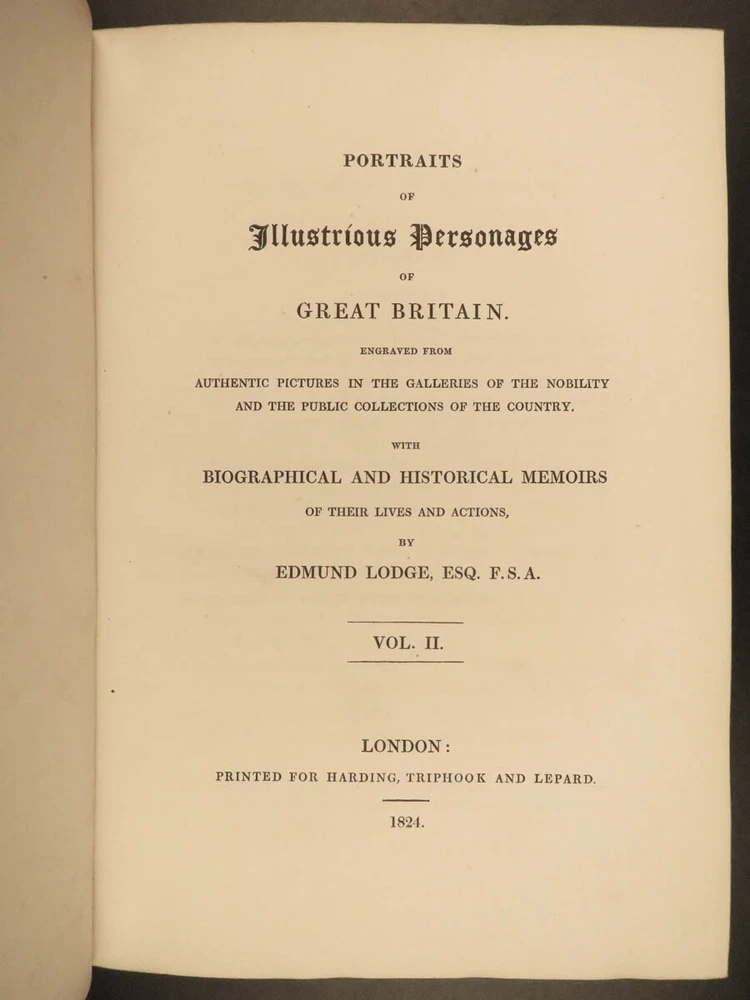 PORTRAITS
OF
Illustrious Personages
OF
GREAT BRITAIN.
ENGRAVED FROM
AUTHENTIC PICTURES IN THE GALLERIES OF THE NOBILITY
AND THE PUBLIC COLLECTIONS OF THE COUNTRY.
WITH
BIOGRAPHICAL AND HISTORICAL MEMOIRS
OF THEIR LIVES AND ACTIONS,
BY
EDMUND LODGE, ESQ. F.S.A.
VOL. II.
LONDON:
PRINTED FOR HARDING, TRIPHOOK AND LEPARD.
1824.